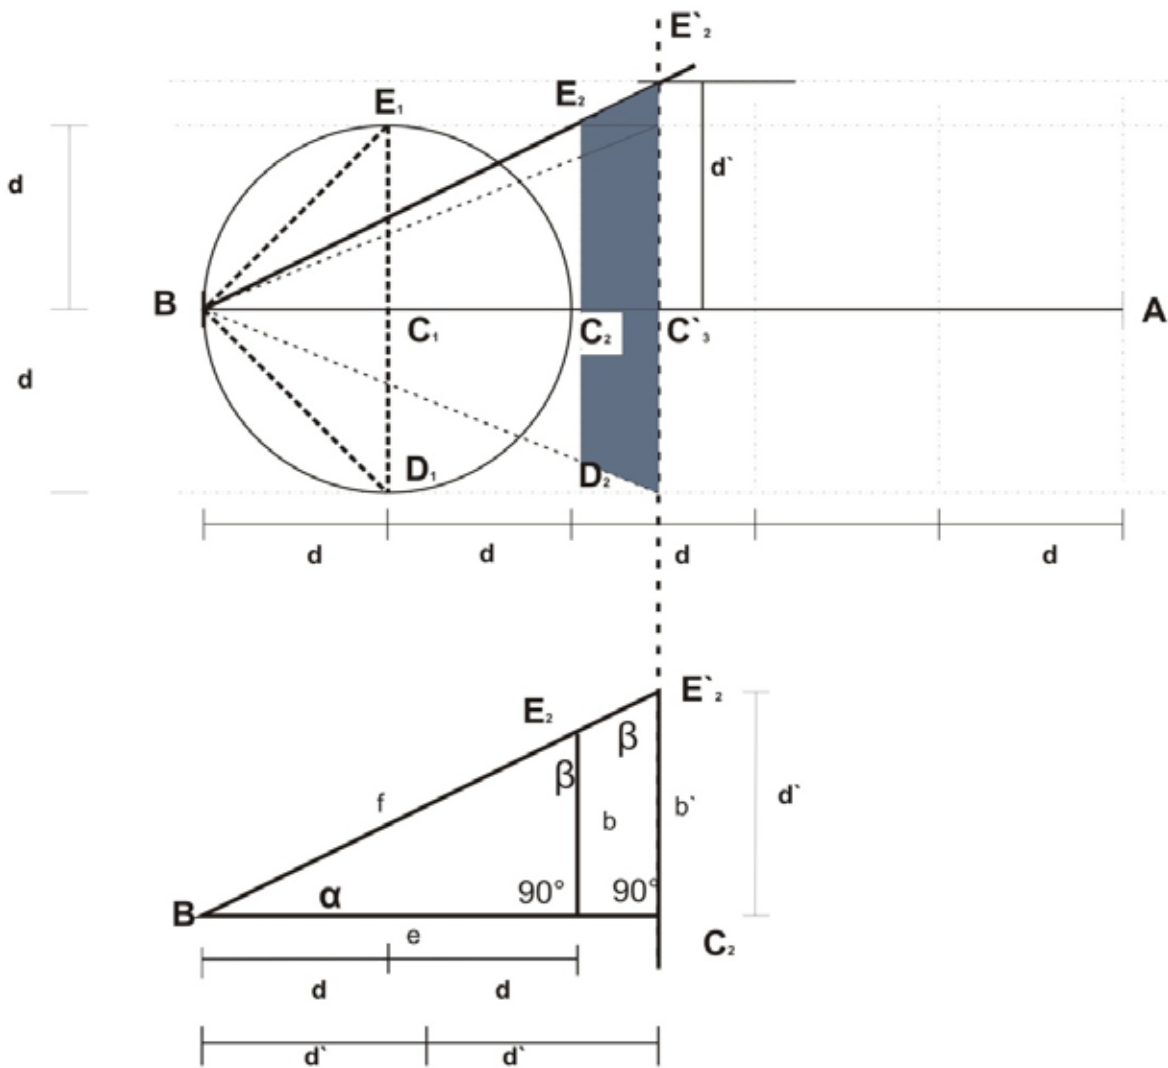 E`₂
E₁
E₂
d
d`
B
C₁
C₂
C`₃
A
d
D₁
D₂
d
d
d
d
E`₂
E₂
β
β
f
b
b`
d`
α
90°
90°
B
e
C₂
d
d
d`
d`